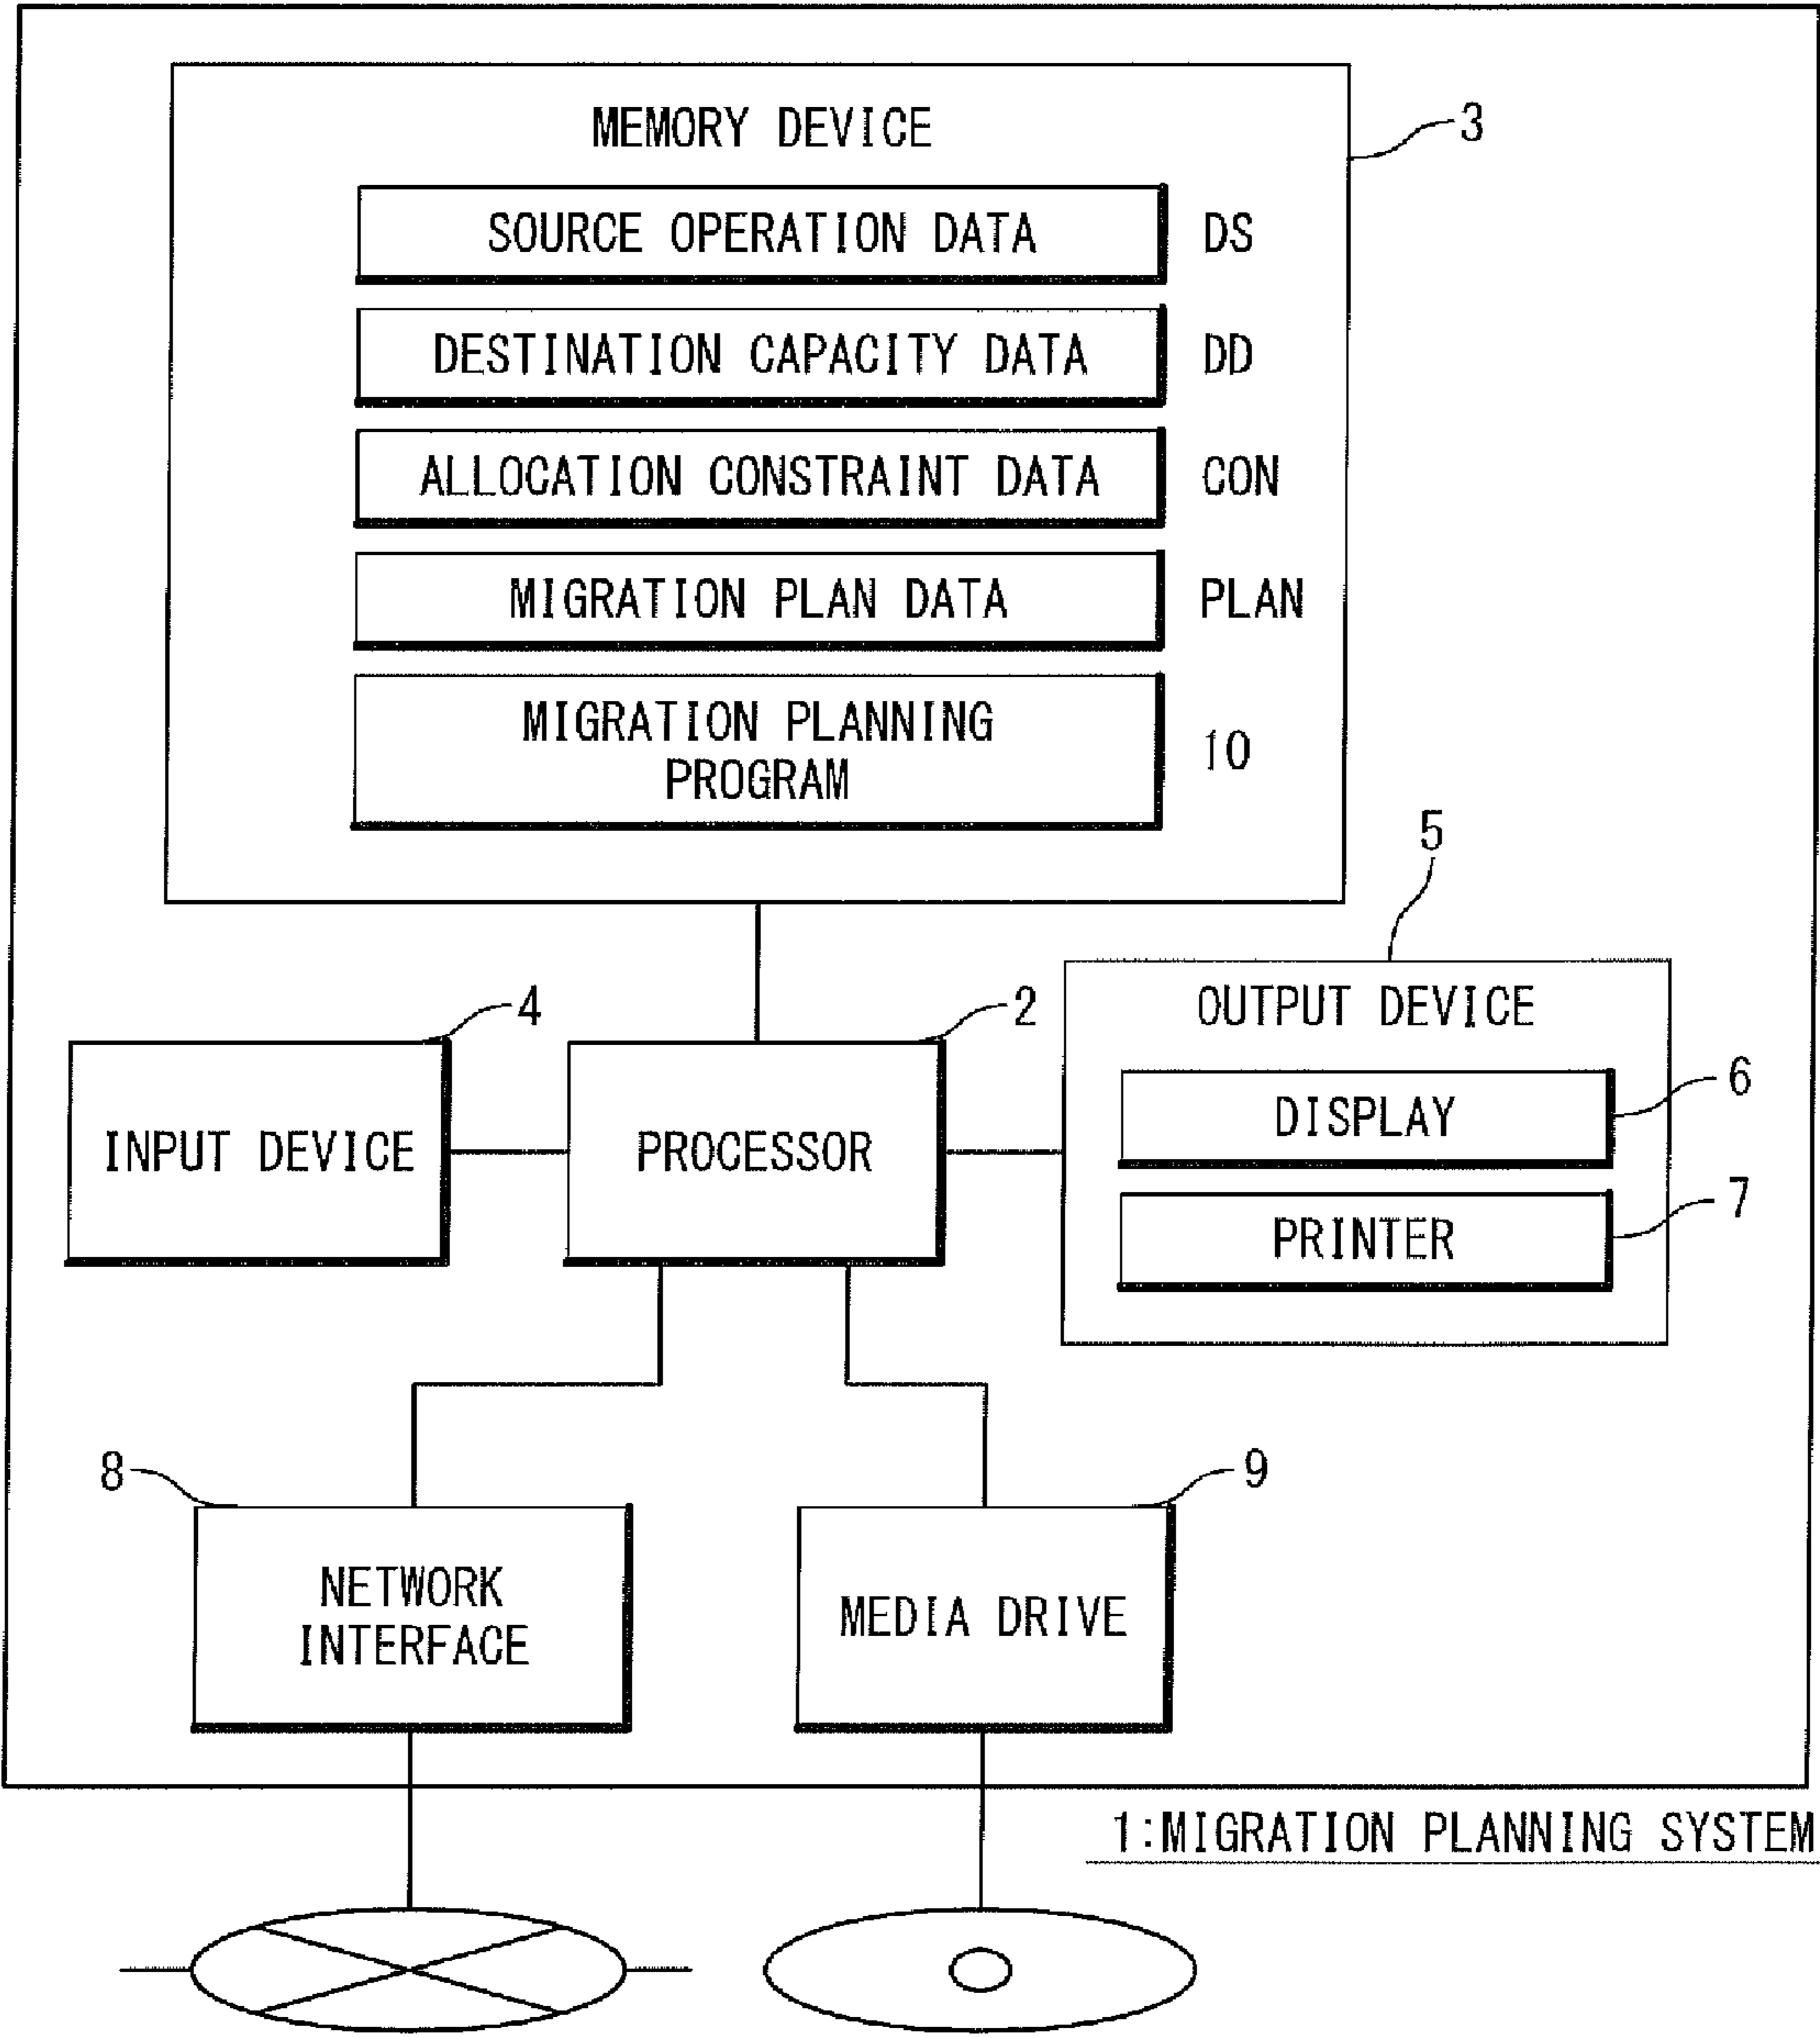 MEMORY DEVICE
3
SOURCE OPERATION DATA DS
DESTINATION CAPACITY DATA DD
ALLOCATION CONSTRAINT DATA CON
MIGRATION PLAN DATA PLAN
MIGRATION PLANNING
PROGRAM
10
5
4
2
OUTPUT DEVICE
INPUT DEVICE
PROCESSOR
DISPLAY
6
PRINTER
7
8
9
NETWORK
INTERFACE
MEDIA DRIVE
1:MIGRATION PLANNING SYSTEM